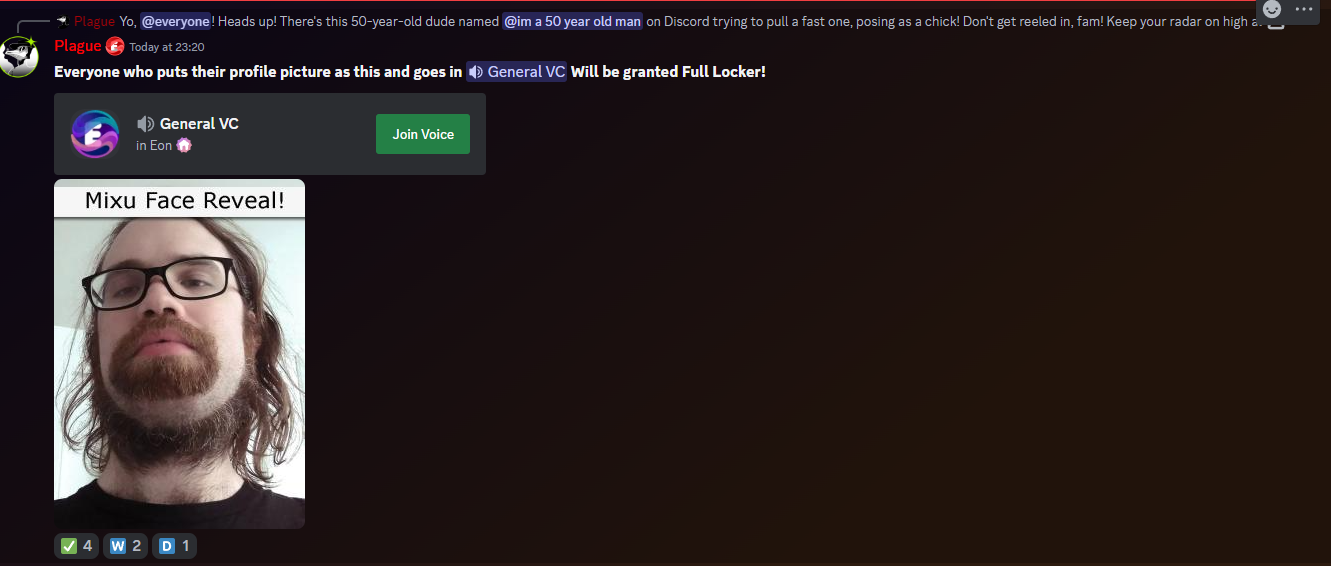 Plague Yo, @everyone! Heads up! There's this 50-year-old dude named @im a 50 year old man on Discord trying to pull a fast one, posing as a chick! Don't get reeled in, fam! Keep your radar on high a
Plague Today at 23:20
Everyone who puts their profile picture as this and goes in General VC Will be granted Full Locker!
General VC
in Eon
Join Voice
Mixu Face Reveal!
4 W 2 D 1